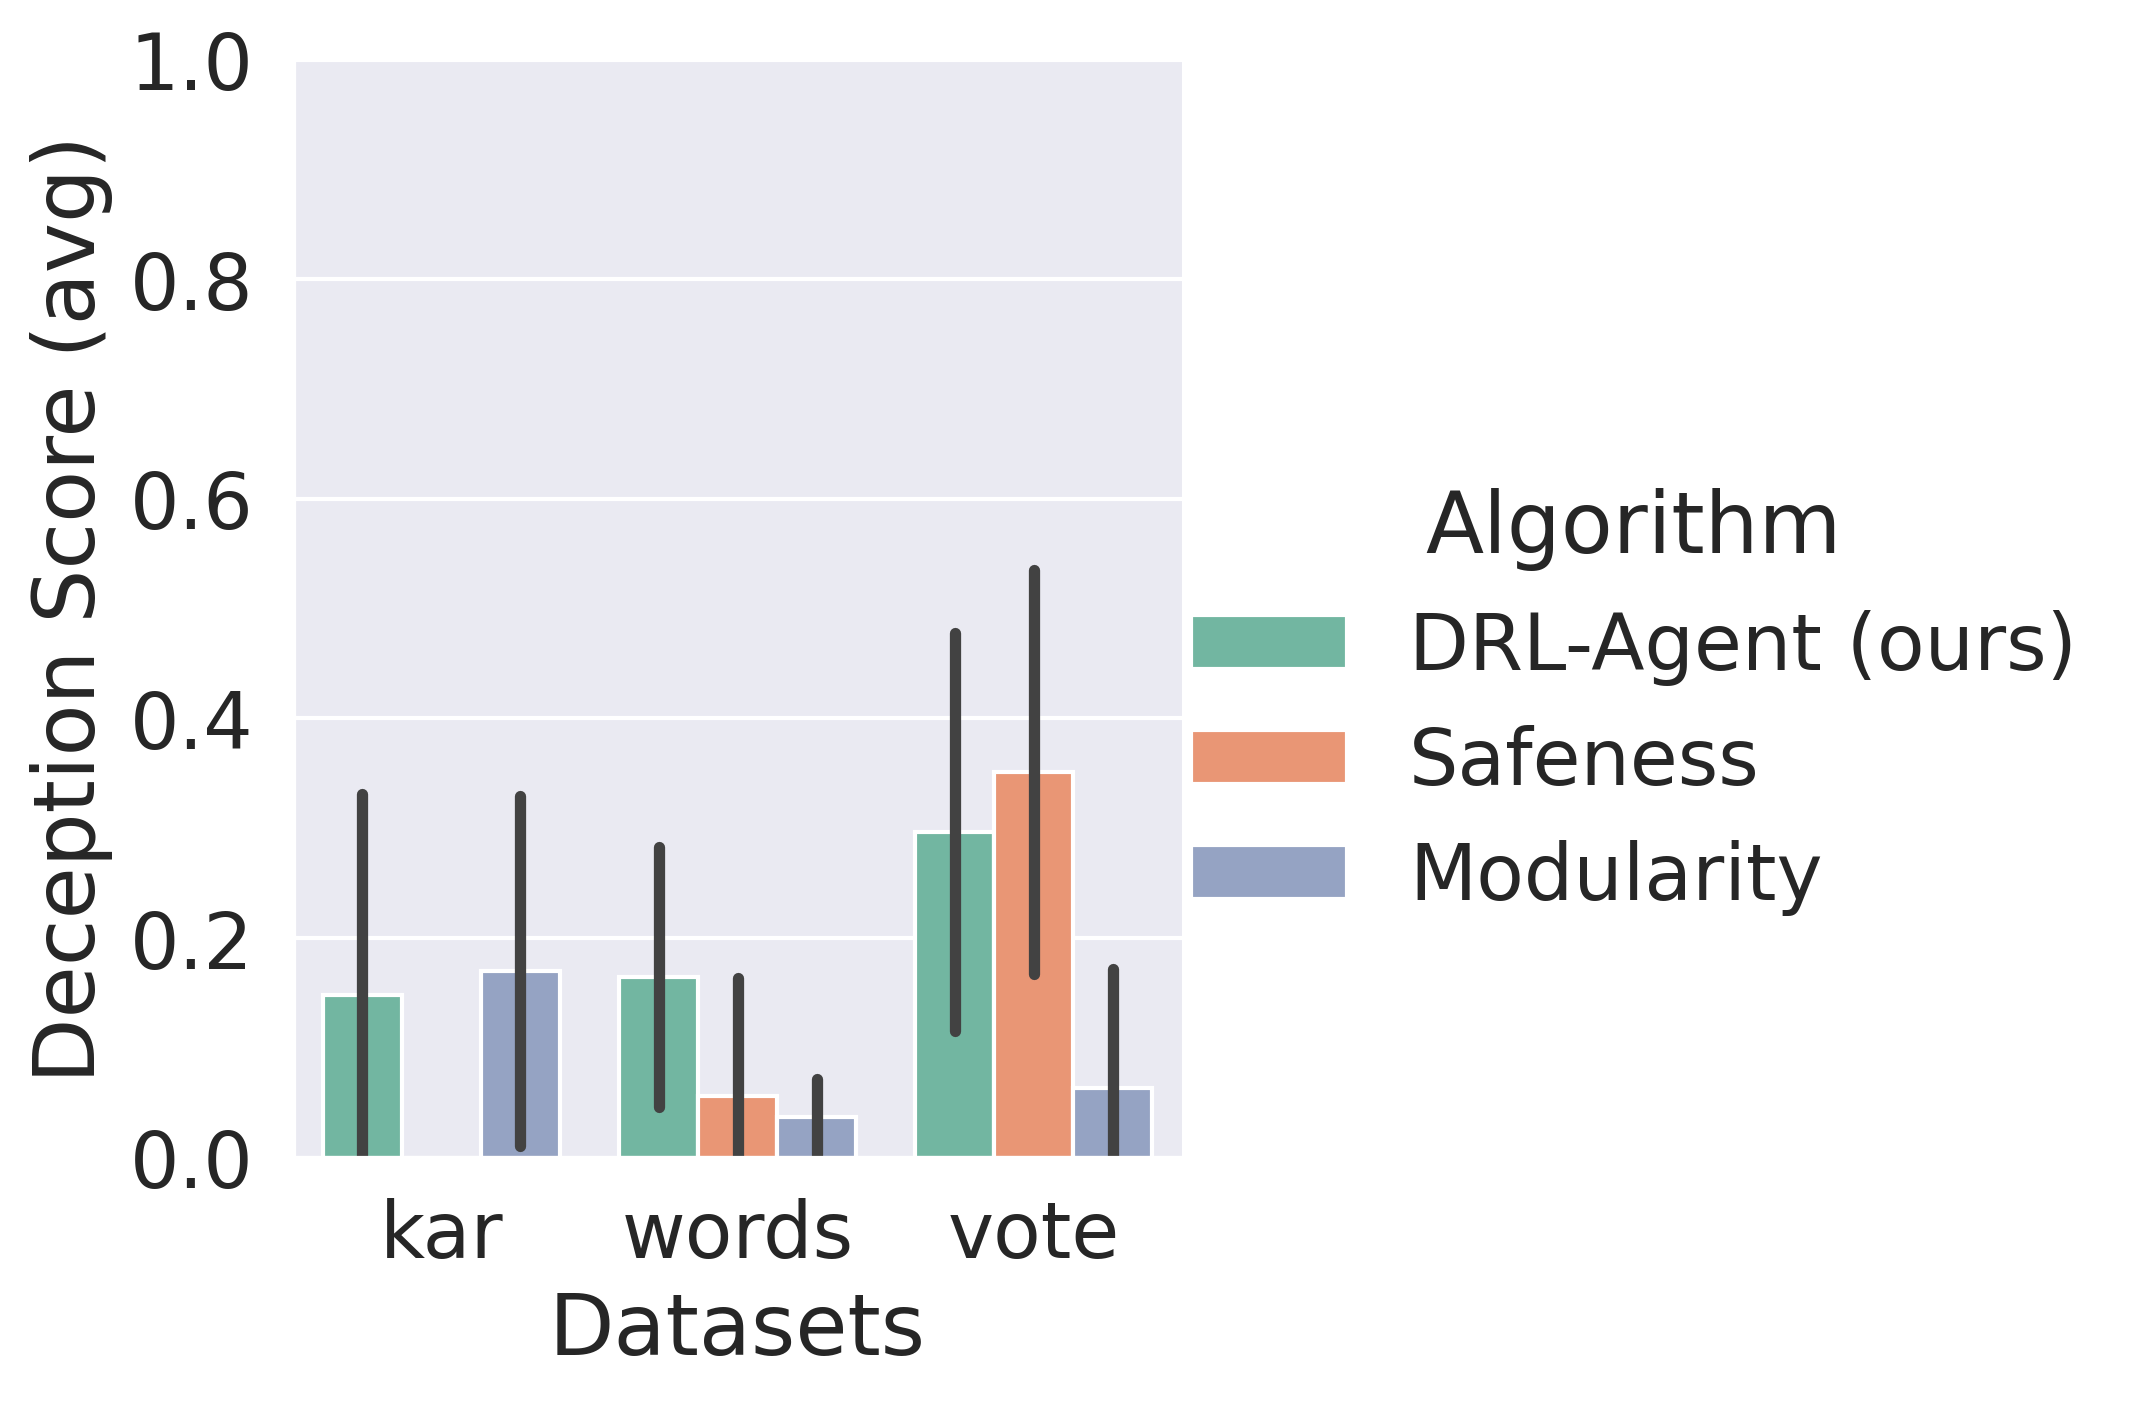 1.0
0.8
0.6
0.4
0.2
0.0
Deception Score (avg)
kar words vote
Datasets
Algorithm
DRL-Agent (ours)
Safeness
Modularity